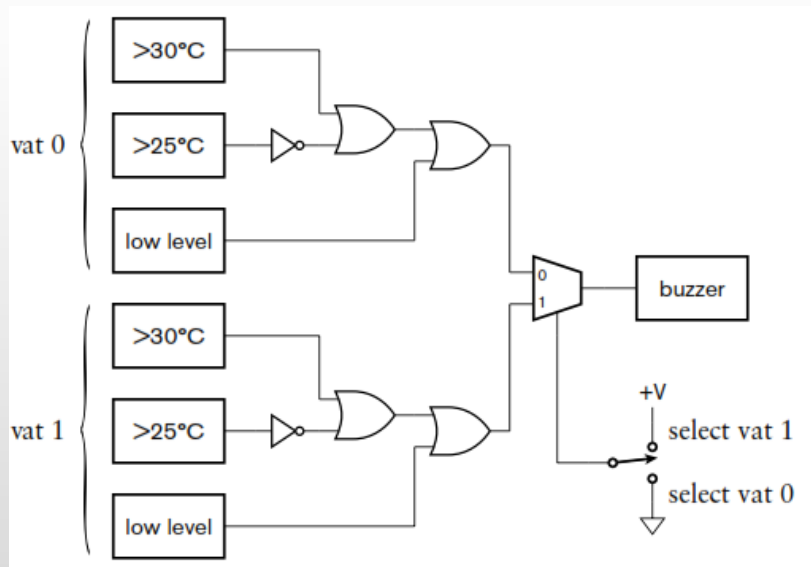 vat 0
>30°C
>25°C
low level
vat 1
>30°C
>25°C
low level
0
1
buzzer
+V
select vat 1
select vat 0